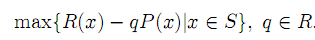 max{R(x) − qP(x)|x ∈ S}, q ∈ R.